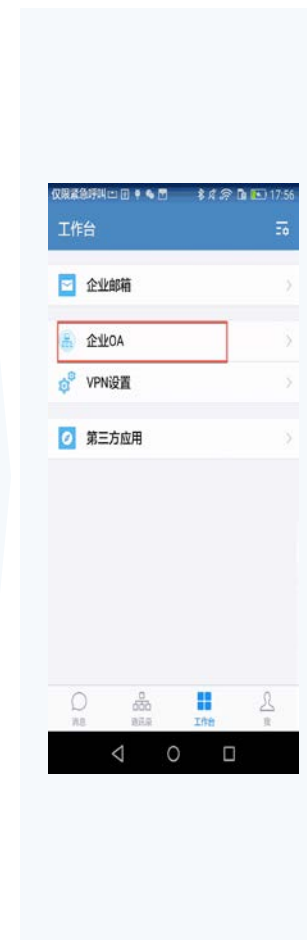 仅限紧急呼叫 17:56
工作台
企业邮箱
企业OA
VPN设置
第三方应用
消息 通讯录 工作台 我